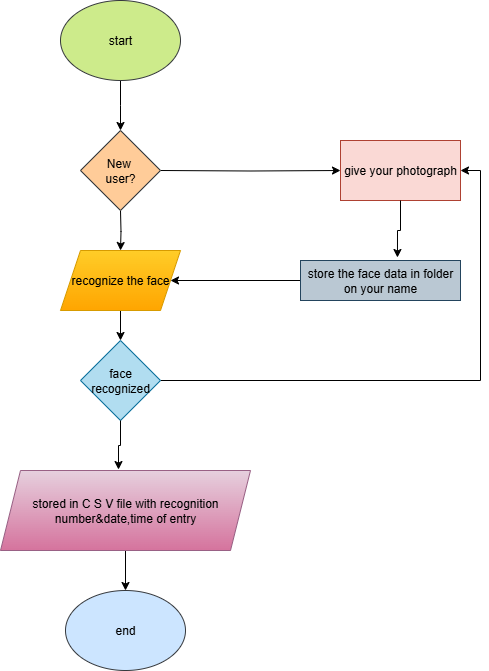 start
New
user?
give your photograph
recognize the face
store the face data in folder
on your name
face
recognized
stored in C S V file with recognition
number&date,time of entry
end